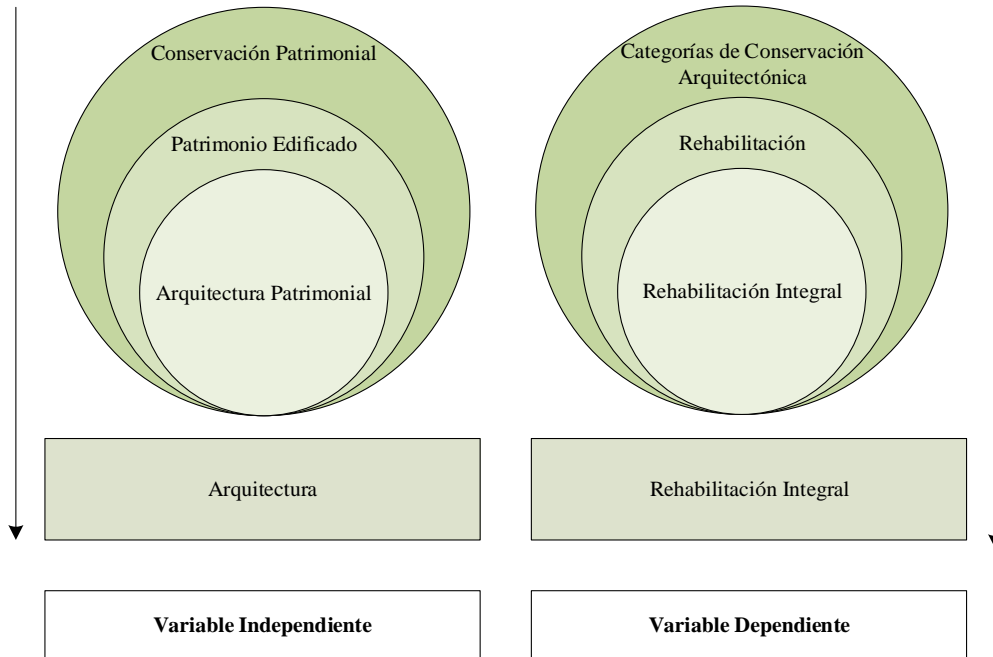 Conservación Patrimonial
Patrimonio Edificado
Arquitectura Patrimonial
Categorías de Conservación
Arquitectónica
Rehabilitación
Rehabilitación Integral
Arquitectura
Rehabilitación Integral
Variable Independiente
Variable Dependiente